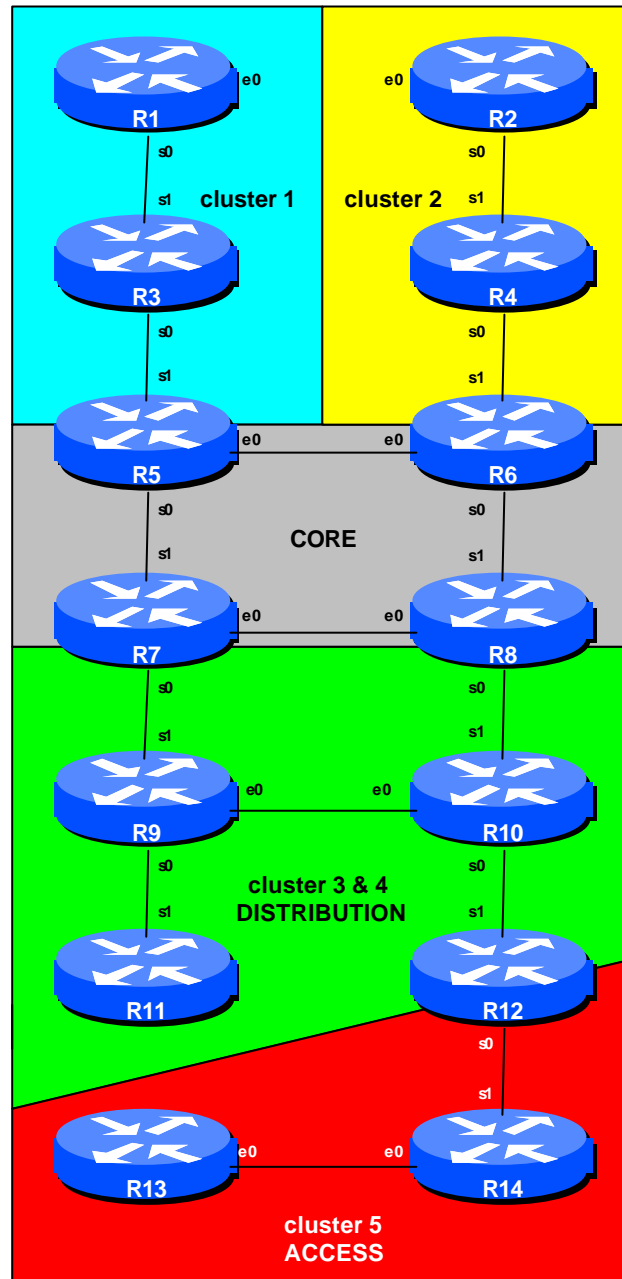 e0 e0
R1 R2
s0 s0
s1 cluster 1 cluster 2 s1
R3 R4
s0 s0
s1 s1
e0 e0
R5 R6
s0 s0
CORE
s1 s1
e0 e0
R7 R8
s0 s0
s1 s1
e0 e0
R9 R10
s0 s0
cluster 3 & 4
s1 DISTRIBUTION s1
R11 R12
s0
s1
e0 e0
R13 R14
cluster 5
ACCESS